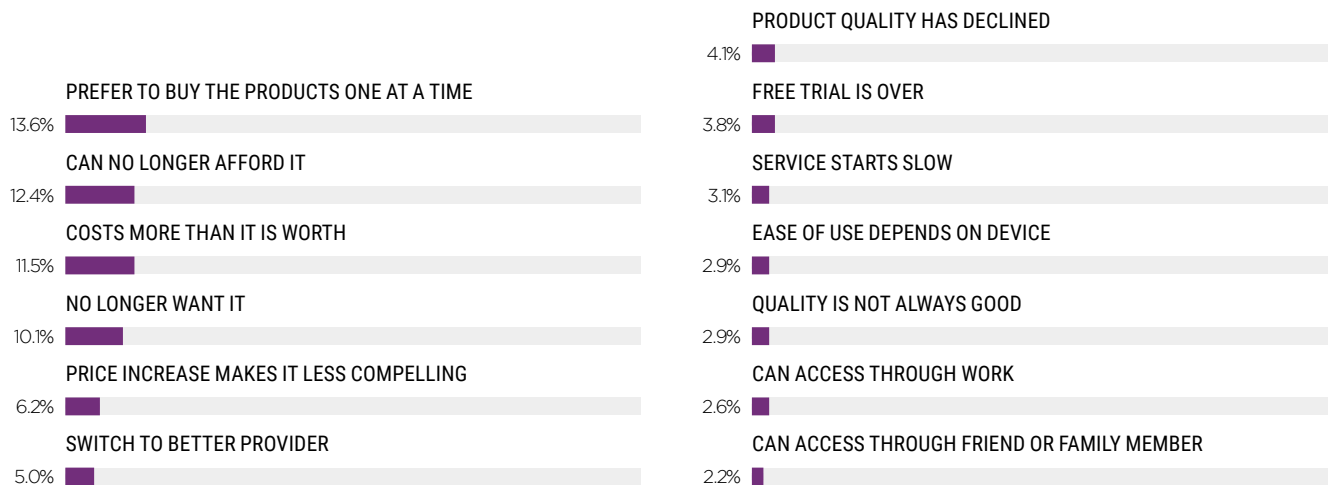 PREFER TO BUY THE PRODUCTS ONE AT A TIME
13.6%
CAN NO LONGER AFFORD IT
12.4%
COSTS MORE THAN IT IS WORTH
11.5%
NO LONGER WANT IT
10.1%
PRICE INCREASE MAKES IT LESS COMPELLING
6.2%
SWITCH TO BETTER PROVIDER
5.0%
PRODUCT QUALITY HAS DECLINED
4.1%
FREE TRIAL IS OVER
3.8%
SERVICE STARTS SLOW
3.1%
EASE OF USE DEPENDS ON DEVICE
2.9%
QUALITY IS NOT ALWAYS GOOD
2.9%
CAN ACCESS THROUGH WORK
2.6%
CAN ACCESS THROUGH FRIEND OR FAMILY MEMBER
2.2%